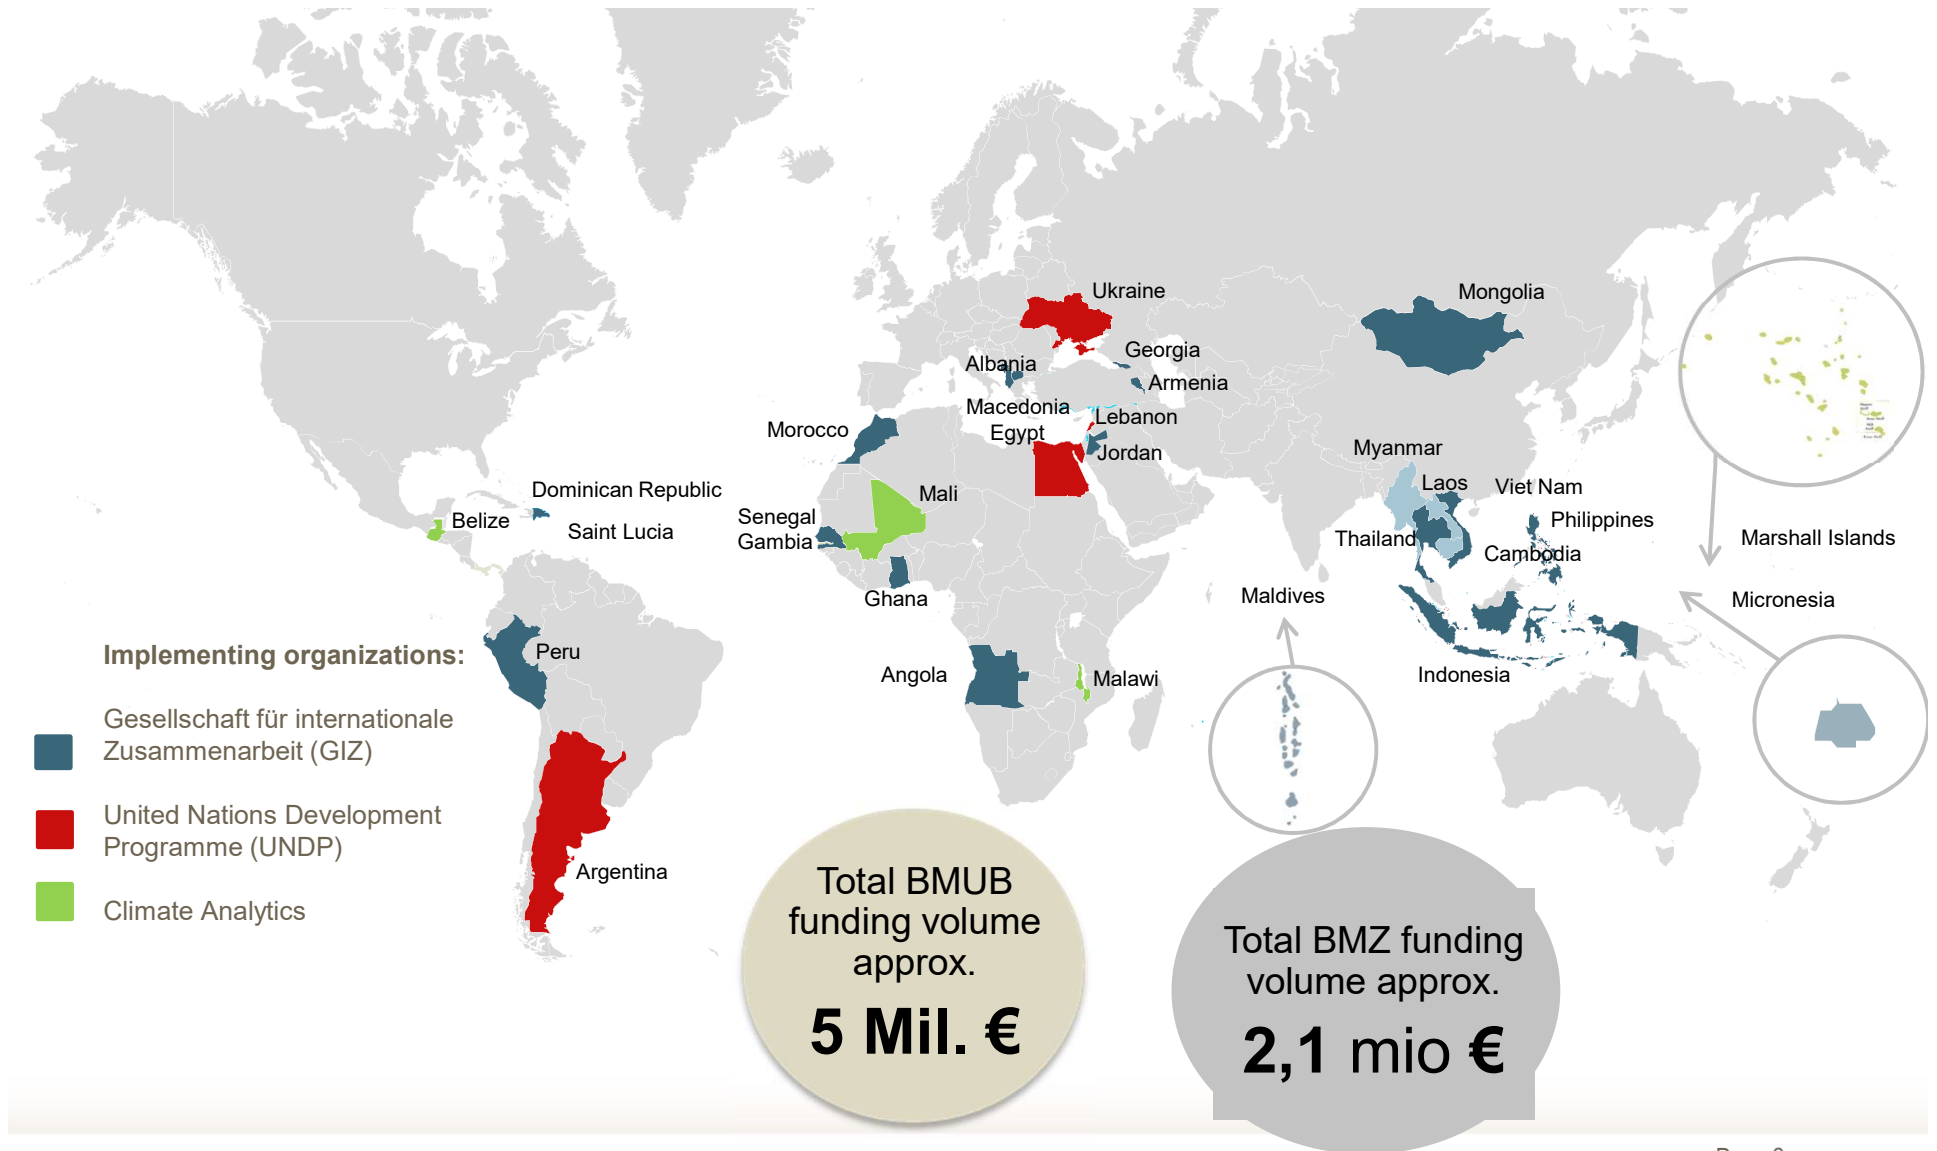 Ukraine
Mongolia
Georgia
Albania
Armenia
Macedonia
Lebanon
Morocco
Egypt
Jordan
Myanmar
Laos
Viet Nam
Dominican Republic
Mali
Belize
Senegal
Philippines
Saint Lucia
Gambia
Thailand
Cambodia
Marshall Islands
Ghana
Maldives
Micronesia
Implementing organizations:
Peru
Angola
Malawi
Indonesia
Gesellschaft für internationale
Zusammenarbeit (GIZ)
United Nations Development
Programme (UNDP)
Argentina
Climate Analytics
Total BMUB
funding volume
approx.
5 Mil. €
Total BMZ funding
volume approx.
2,1 mio €